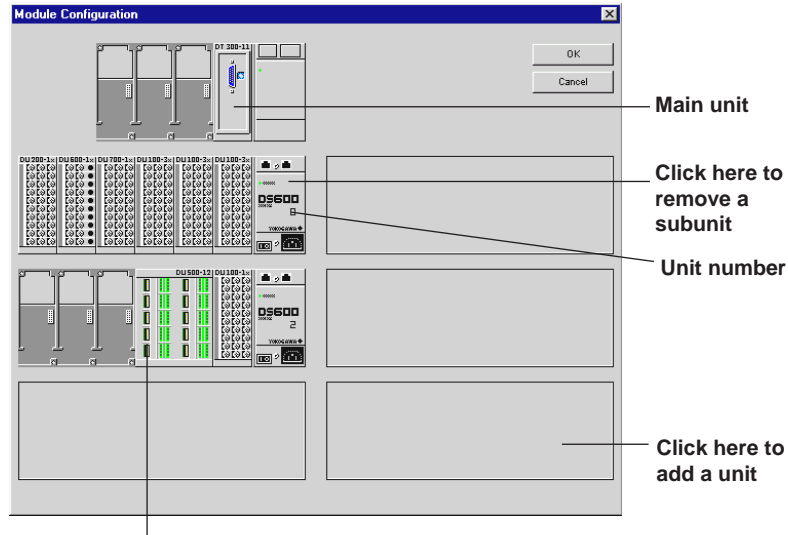 Module Configuration
DT 300-11
OK
Cancel
Main unit
DU200-1x DU600-1x DU700-1x DU100-3x DU100-3x DU100-3x
DS600
0
YOKOGAWA
Click here to
remove a
subunit
Unit number
DU500-12 DU100-1x
DS600
2
YOKOGAWA
Click here to
add a unit